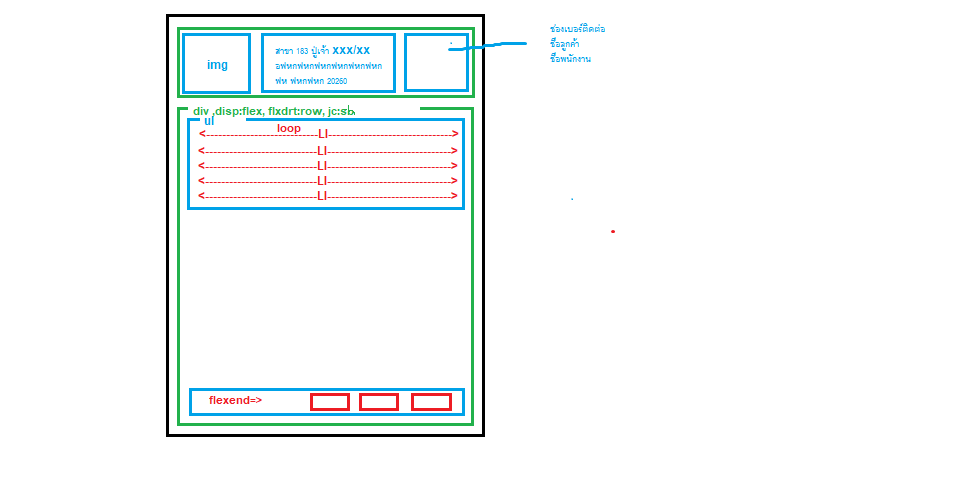 ช่องเบอร์ติดต่อ
ชื่อลูกค้า
ชื่อพนักงาน
img
สาขา 183 ปู่เจ้า xxx/xx
อฟหกฟหกฟหกฟหกฟหกฟหก
ฟห ฟหกฟหก 20260
div ,disp:flex, flxdrt:row, jc:sb,
ul
loop
<----------------------------LI------------------------------->
<----------------------------LI------------------------------->
<----------------------------LI------------------------------->
<----------------------------LI------------------------------->
<----------------------------LI------------------------------->
flexend=>